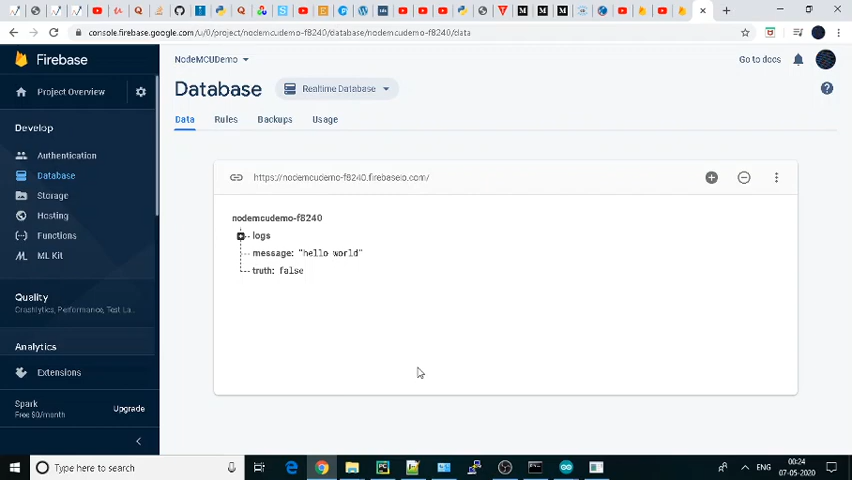 console.firebase.google.com/u/0/project/nodemcudemo-f8240/database/nodemcudemo-f8240/data
Firebase
NodeMCUDemo
Go to docs
Project Overview
Database
Realtime Database
Develop
Data
Rules
Backups
Usage
Authentication
Database
Storage
Hosting
Functions
ML Kit
https://nodemcudemo-f8240.firebaseio.com/
nodemcudemo-f8240
logs
message: "hello world"
truth: false
Quality
Crashlytics, Performance, Test La...
Analytics
Extensions
Spark
Free $0/month
Upgrade
Type here to search
ENG
00:24
07-05-2020